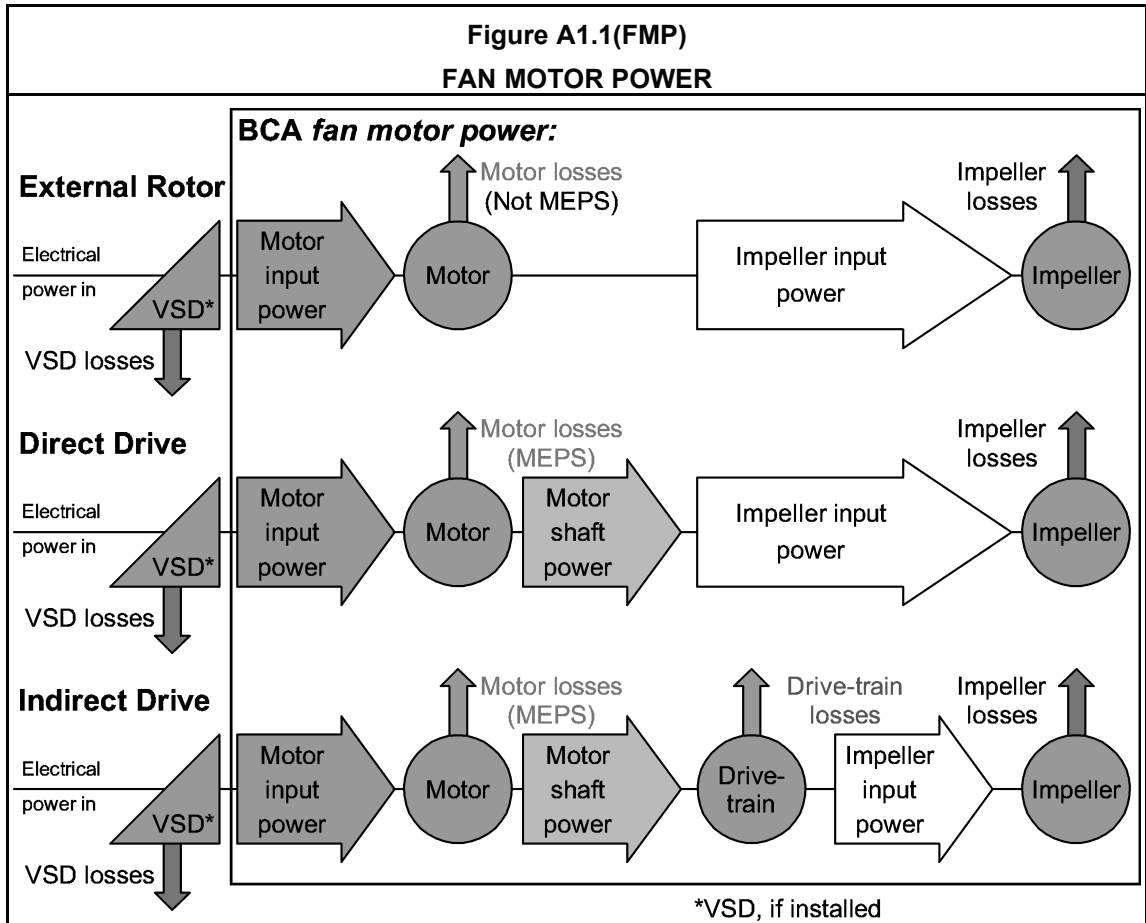 Figure A1.1(FMP)
FAN MOTOR POWER
BCA fan motor power:
External Rotor
Electrical
power in
VSD*
VSD losses
Motor
input
power
Motor
Motor losses
(Not MEPS)
Impeller input
power
Impeller
losses
Impeller
Direct Drive
Electrical
power in
VSD*
VSD losses
Motor
input
power
Motor
Motor losses
(MEPS)
Motor
shaft
power
Impeller input
power
Impeller
losses
Impeller
Indirect Drive
Electrical
power in
VSD*
VSD losses
Motor
input
power
Motor
Motor losses
(MEPS)
Motor
shaft
power
Drive-
train
Drive-train
losses
Impeller
input
power
Impeller
losses
Impeller
*VSD, if installed